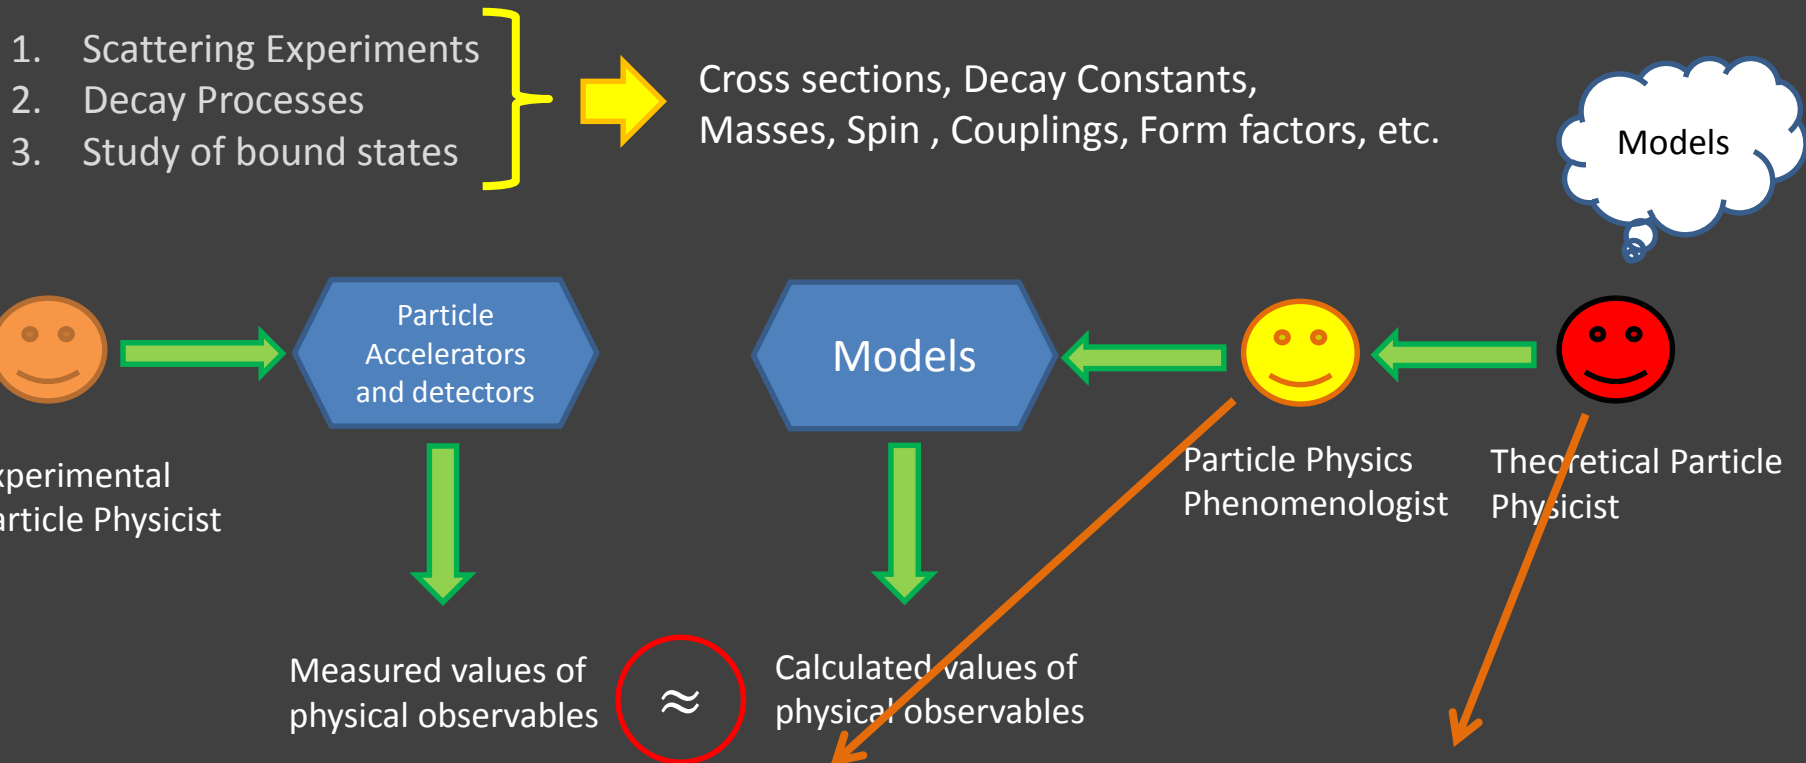 1. Scattering Experiments
2. Decay Processes
3. Study of bound states
Cross sections, Decay Constants,
Masses, Spin , Couplings, Form factors, etc.
Models
Particle
Accelerators
and detectors
Models
xperimental
article Physicist
Particle Physics
Phenomenologist
Theoretical Particle
Physicist
Measured values of
physical observables
≈
Calculated values of
physical observables